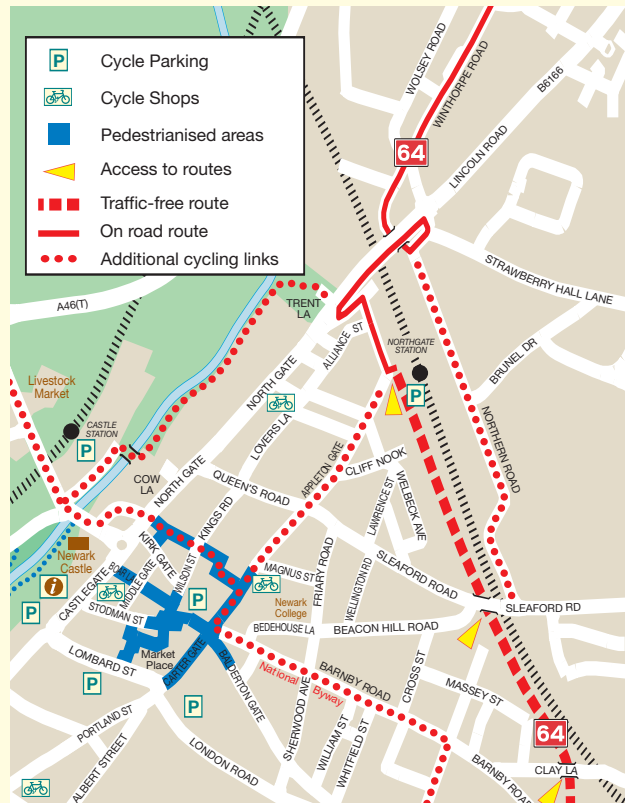 P Cycle Parking
Cycle Shops
Pedestrianised areas
Access to routes
Traffic-free route
On road route
Additional cycling links
WOLSEY ROAD
WINTHORPE ROAD
B6166
64
LINCOLN ROAD
STRAWBERRY HALL LANE
A46(T)
TRENT
LA
ALLIANCE ST
NORTHGATE
STATION
BRUNEL DR
P
Livestock
Market
CASTLE
STATION
P
NORTH GATE
LOVERS LA
NORTHERN ROAD
APPLETON GATE
CLIFF NOOK
COW
LA
NORTH GATE
QUEEN'S ROAD
KINGS RD
LAWRENCE ST
WELBECK AVE
KIRK GATE
WILSON ST
MAGNUS ST
FRIARY ROAD
WELLINGTON RD
SLEAFORD ROAD
SLEAFORD RD
Newark
Castle
i
P
CASTLEGATE
MIDDLE GATE
STODMAN ST
P
Newark
College
BEDEHOUSE LA
BEACON HILL ROAD
Market
Place
CARTER GATE
LOMBARD ST
P
BALDERTON GATE
National Byway
BARNBY ROAD
CROSS ST
MASSEY ST
P
SHERWOOD AVE
WILLIAM ST
WHITFIELD ST
PORTLAND ST
ALBERT STREET
LONDON ROAD
64
BARNBY ROAD
CLAY LA